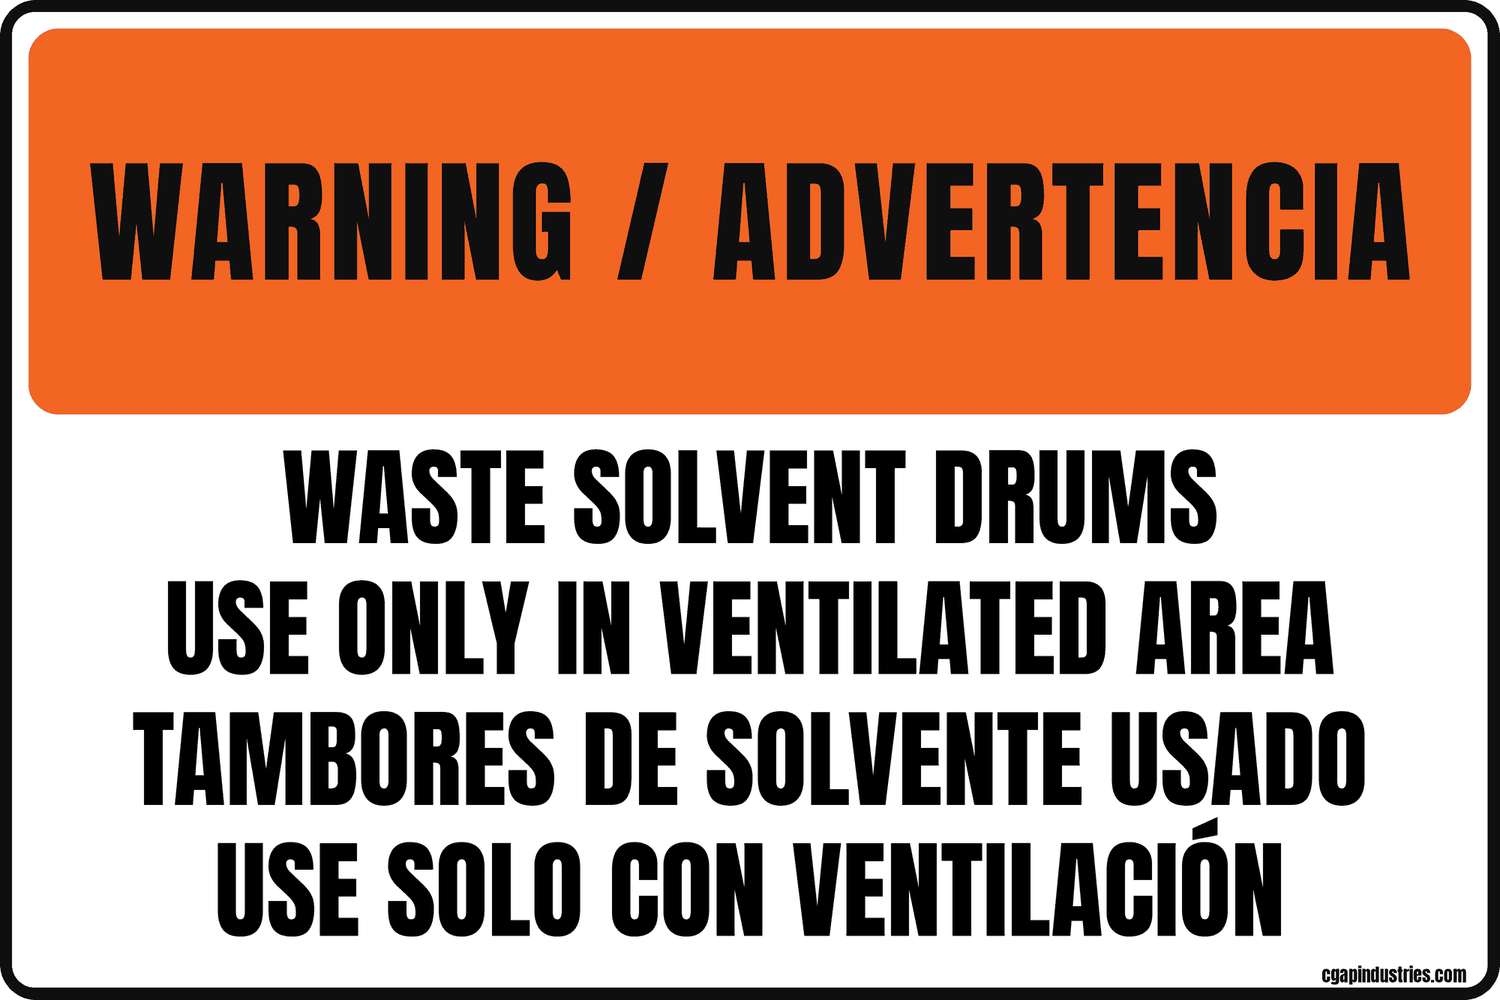 WARNING / ADVERTENCIA
WASTE SOLVENT DRUMS
USE ONLY IN VENTILATED AREA
TAMBORES DE SOLVENTE USADO
USE SOLO CON VENTILACIÓN
cgapindustries.com